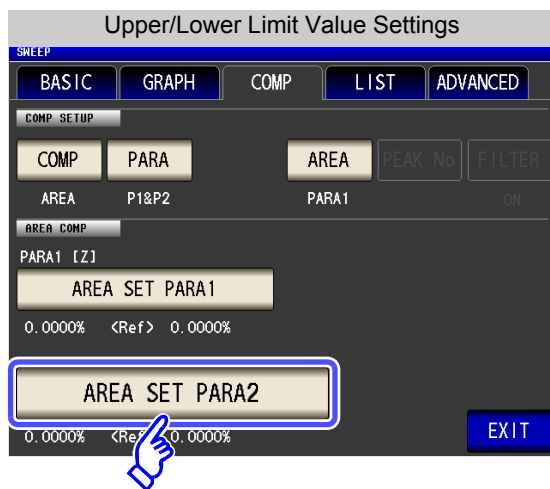 Upper/Lower Limit Value Settings
SWEEP
BASIC GRAPH COMP LIST ADVANCED
COMP SETUP
COMP PARA AREA PEAK No FILTER
AREA P1&P2 PARA1 ON
AREA COMP
PARA1 [Z]
AREA SET PARA1
0.0000% <Ref> 0.0000%
AREA SET PARA2
0.0000% <Ref 0.0000%
EXIT